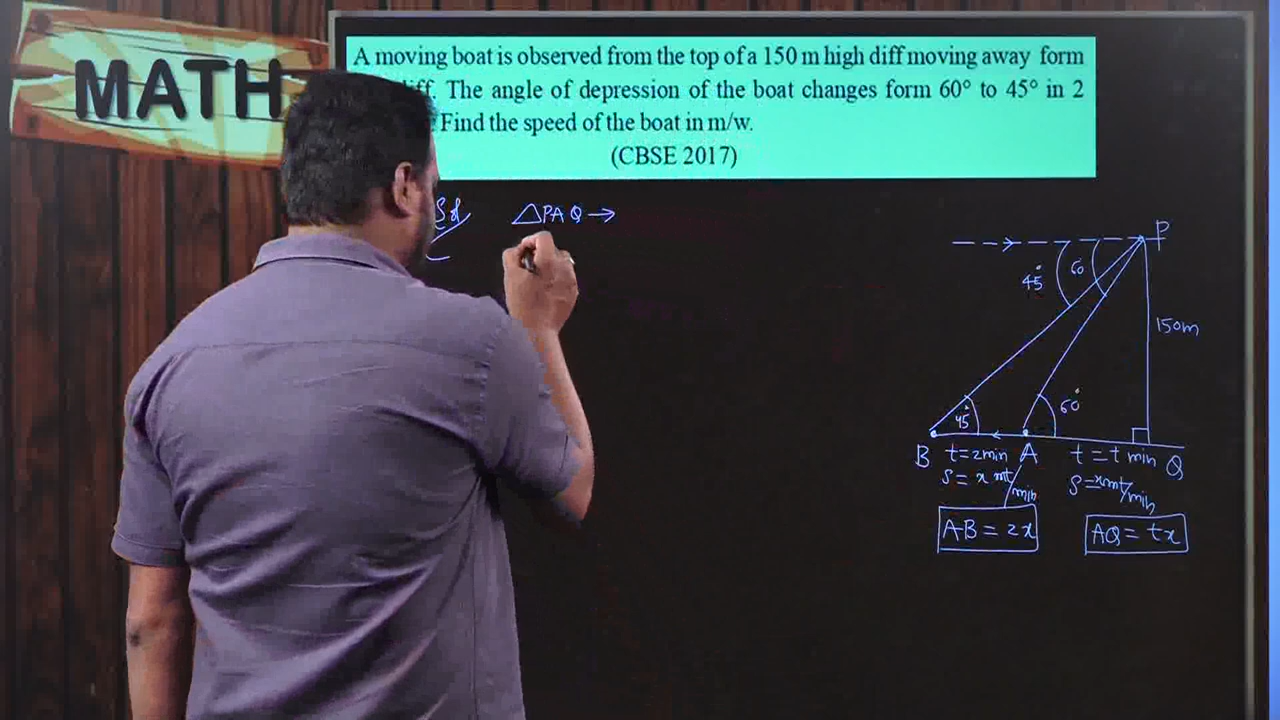 MATH
A moving boat is observed from the top of a 150 m high diff moving away form
iff. The angle of depression of the boat changes form 60° to 45° in 2
Find the speed of the boat in m/w.
(CBSE 2017)
△PAQ→
P
45°
60
150m
45°
60°
B t=2min A t=t min Q
S= x mt/min S=xmt/min
AB=2x AQ=tx